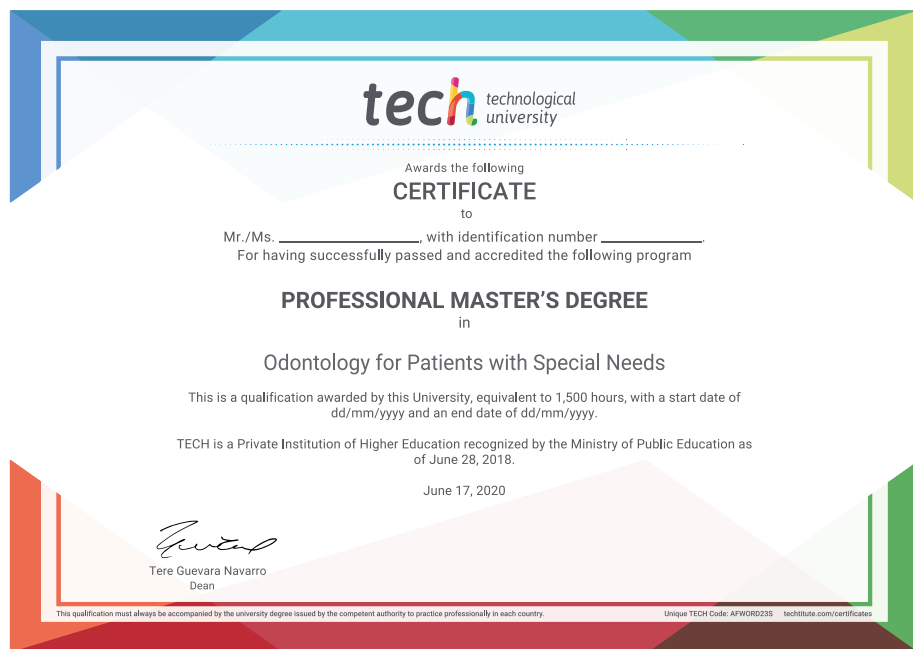 tech technological
university
Awards the following
CERTIFICATE
to
Mr./Ms. ____________________, with identification number ______________.
For having successfully passed and accredited the following program
PROFESSIONAL MASTER'S DEGREE
in
Odontology for Patients with Special Needs
This is a qualification awarded by this University, equivalent to 1,500 hours, with a start date of
dd/mm/yyyy and an end date of dd/mm/yyyy.
TECH is a Private Institution of Higher Education recognized by the Ministry of Public Education as
of June 28, 2018.
June 17, 2020
Tere Guevara Navarro
Dean
This qualification must always be accompanied by the university degree issued by the competent authority to practice professionally in each country.
Unique TECH Code: AFWORD23S techtitute.com/certificates